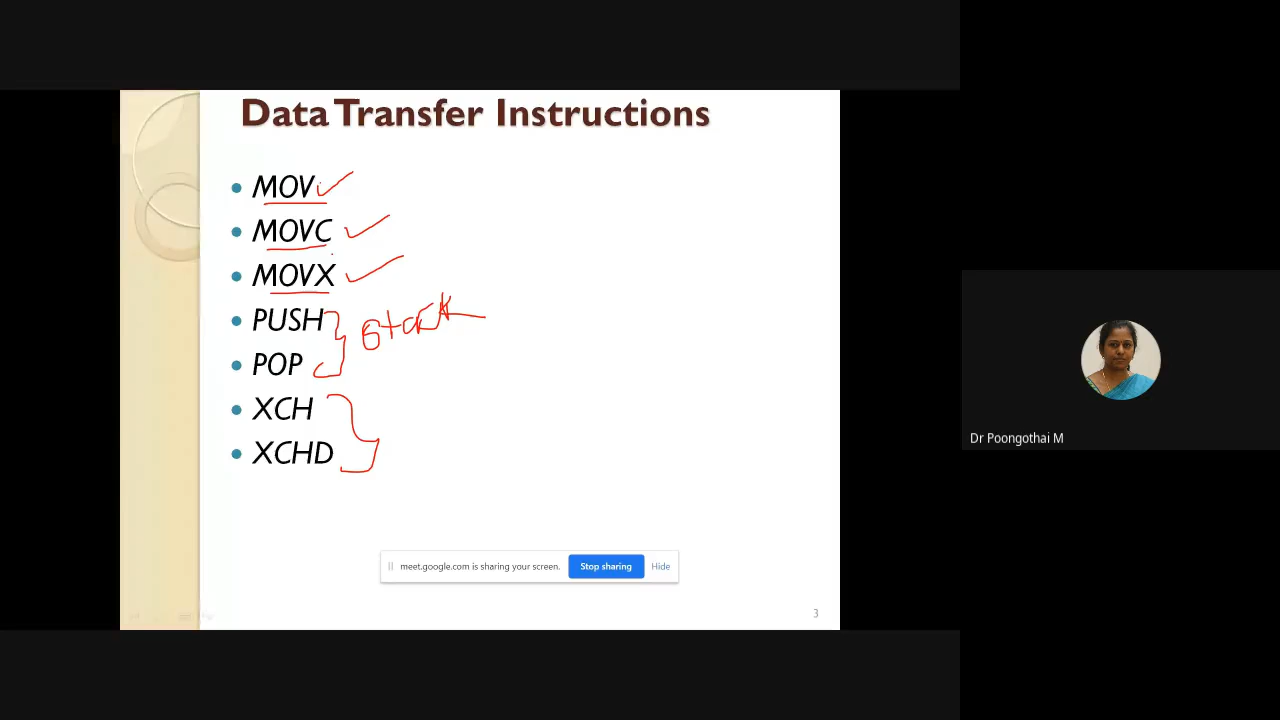 Data Transfer Instructions
MOV
MOVC
MOVX
PUSH
POP
stack
XCH
XCHD
Dr Poongothai M
meet.google.com is sharing your screen. Stop sharing Hide
3